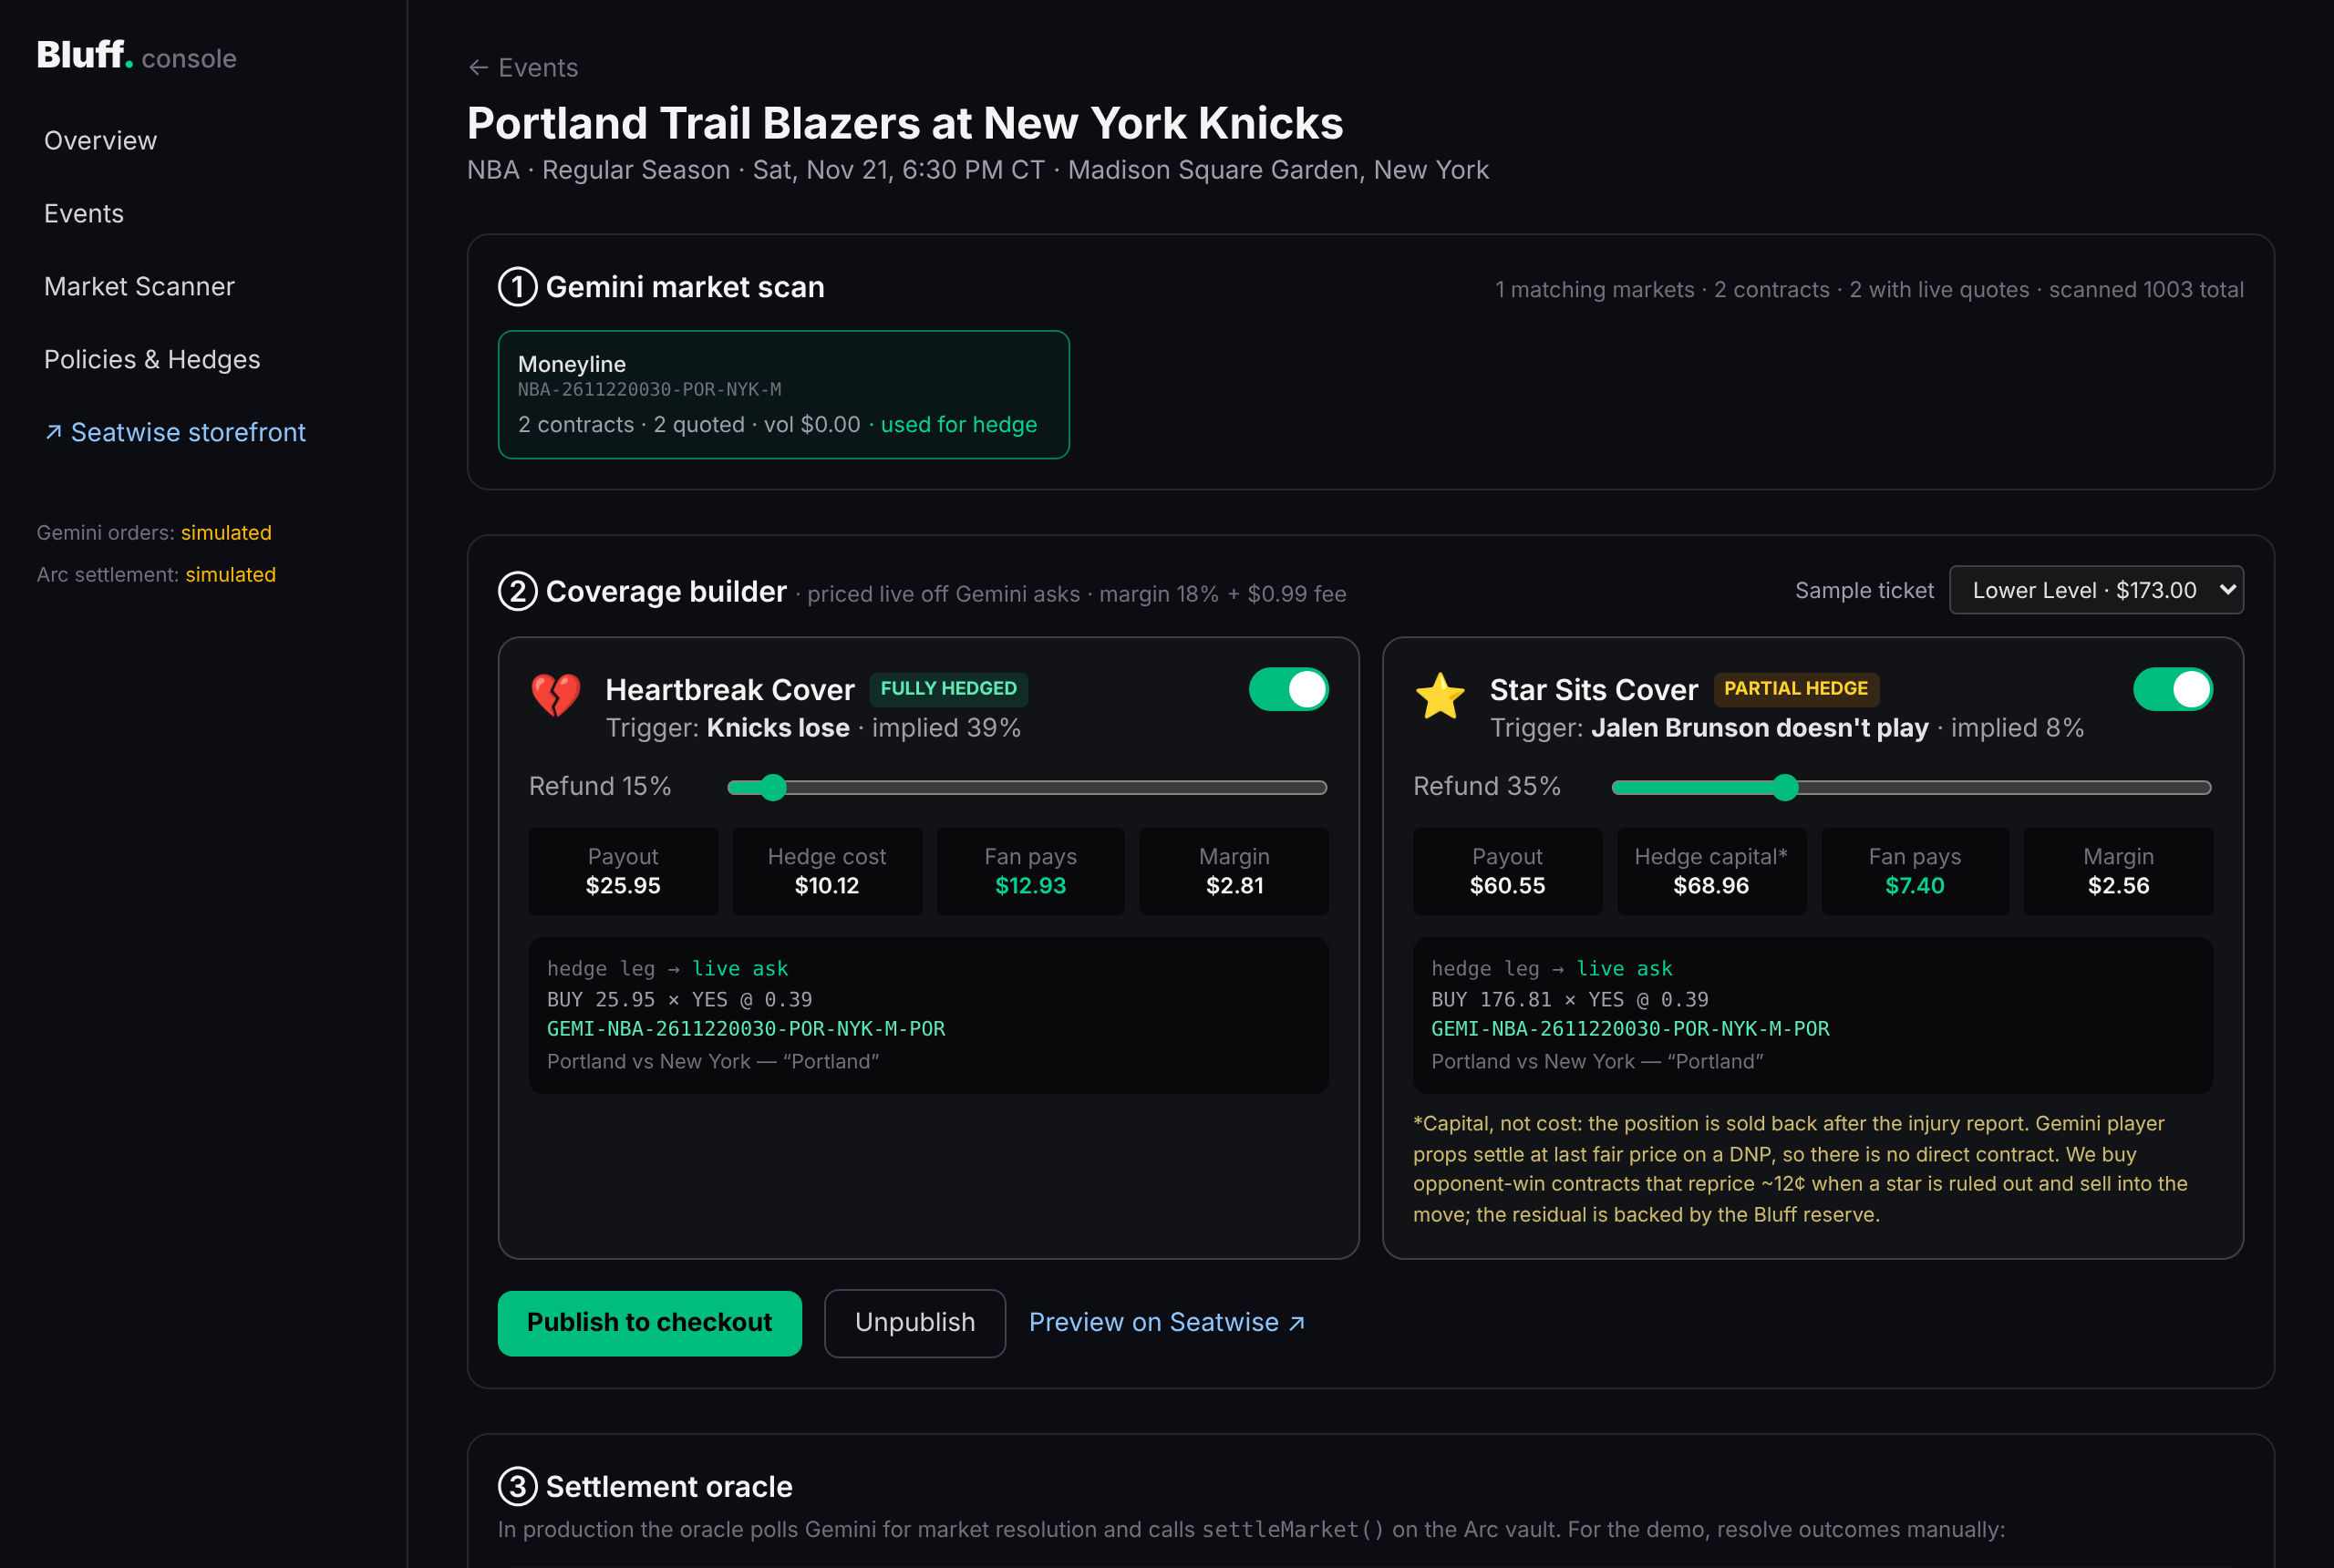 Bluff. console
Overview
Events
Market Scanner
Policies & Hedges
↗ Seatwise storefront
Gemini orders: simulated
Arc settlement: simulated
← Events
Portland Trail Blazers at New York Knicks
NBA · Regular Season · Sat, Nov 21, 6:30 PM CT · Madison Square Garden, New York
① Gemini market scan
1 matching markets · 2 contracts · 2 with live quotes · scanned 1003 total
Moneyline
NBA-2611220030-POR-NYK-M
2 contracts · 2 quoted · vol $0.00 · used for hedge
② Coverage builder · priced live off Gemini asks · margin 18% + $0.99 fee
Sample ticket Lower Level · $173.00
Heartbreak Cover FULLY HEDGED
Trigger: Knicks lose · implied 39%
Refund 15%
Payout Hedge cost Fan pays Margin
$25.95 $10.12 $12.93 $2.81
hedge leg → live ask
BUY 25.95 × YES @ 0.39
GEMI-NBA-2611220030-POR-NYK-M-POR
Portland vs New York — “Portland”
Star Sits Cover PARTIAL HEDGE
Trigger: Jalen Brunson doesn't play · implied 8%
Refund 35%
Payout Hedge capital* Fan pays Margin
$60.55 $68.96 $7.40 $2.56
hedge leg → live ask
BUY 176.81 × YES @ 0.39
GEMI-NBA-2611220030-POR-NYK-M-POR
Portland vs New York — “Portland”
*Capital, not cost: the position is sold back after the injury report. Gemini player
props settle at last fair price on a DNP, so there is no direct contract. We buy
opponent-win contracts that reprice ~12¢ when a star is ruled out and sell into the
move; the residual is backed by the Bluff reserve.
Publish to checkout
Unpublish
Preview on Seatwise ↗
③ Settlement oracle
In production the oracle polls Gemini for market resolution and calls settleMarket() on the Arc vault. For the demo, resolve outcomes manually: